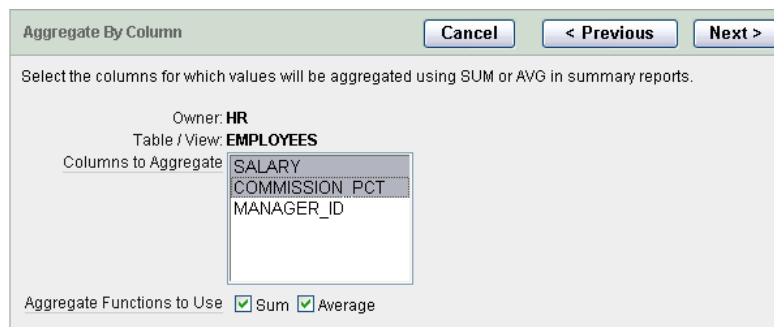 Aggregate By Column
Cancel
< Previous
Next >
Select the columns for which values will be aggregated using SUM or AVG in summary reports.
Owner: HR
Table / View: EMPLOYEES
Columns to Aggregate
SALARY
COMMISSION_PCT
MANAGER_ID
Aggregate Functions to Use Sum Average